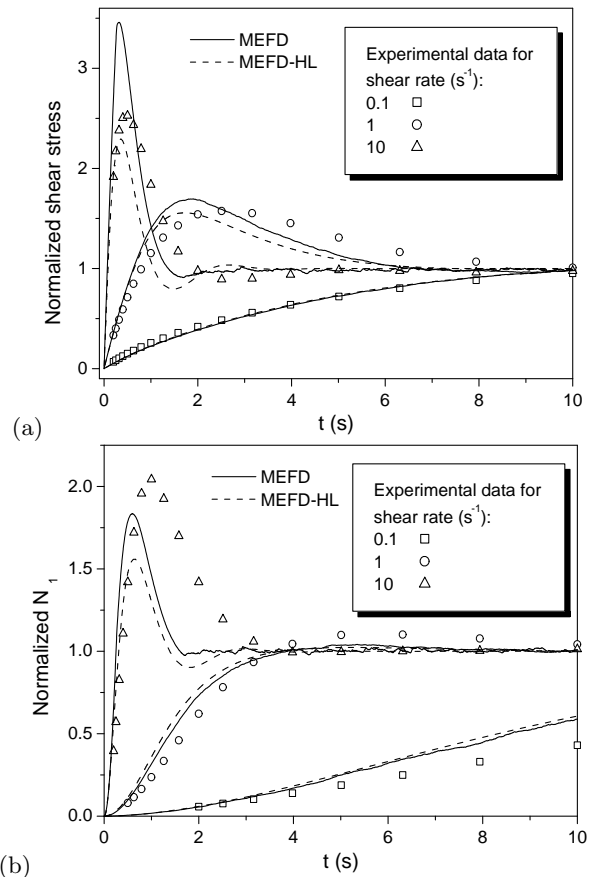 MEFD
MEFD-HL
Experimental data for
shear rate (s⁻¹):
0.1
1
10
Normalized shear stress
3
2
1
0
0 2 4 6 8 10
t (s)
(a)
MEFD
MEFD-HL
Experimental data for
shear rate (s⁻¹):
0.1
1
10
Normalized N₁
2.0
1.5
1.0
0.5
0.0
0 2 4 6 8 10
t (s)
(b)